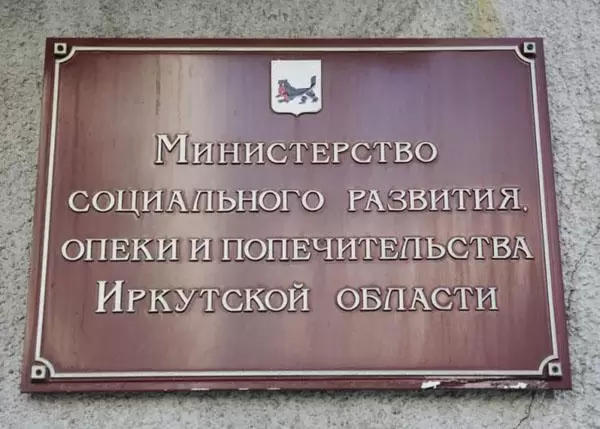 Министерство
социального развития,
опеки и попечительства
Иркутской области